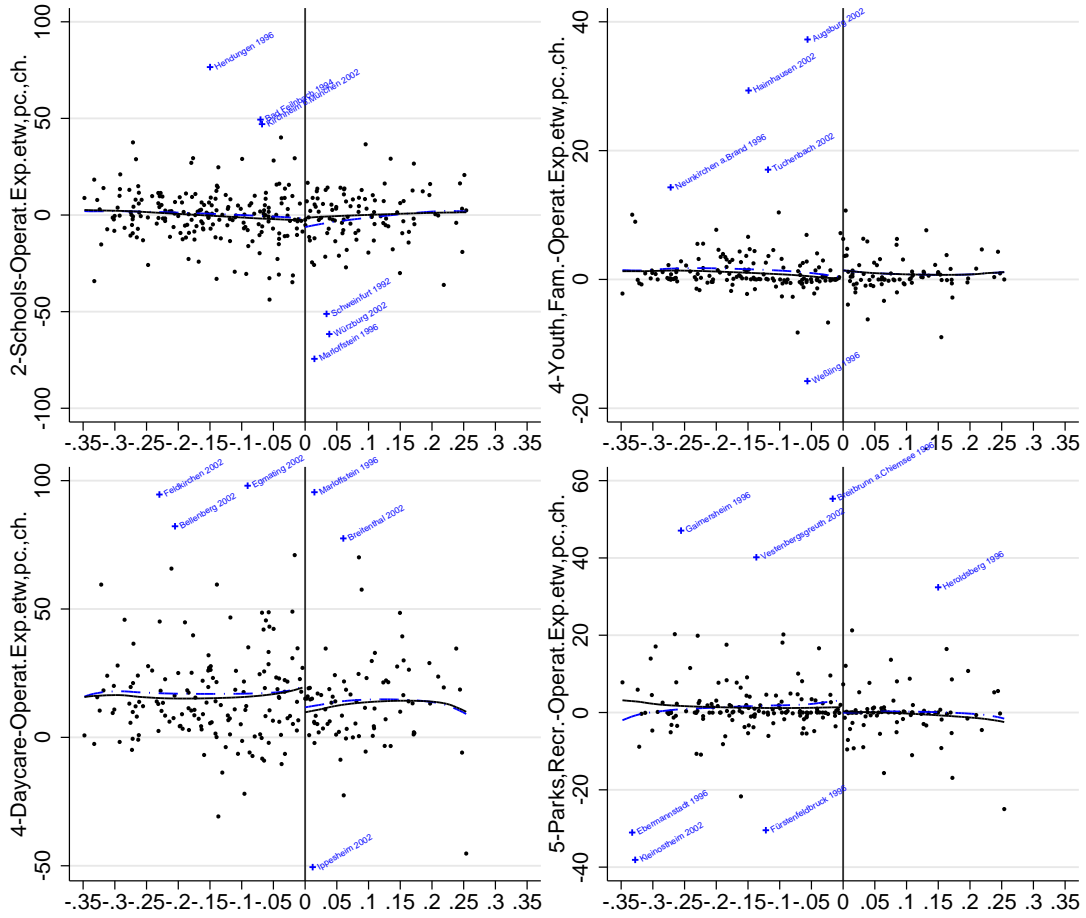 2-Schools-Operat.Exp.etw,pc.,ch.
100
50
0
-50
-100
Hendungen 1996
Bad Feilnbach 1994
Kirchheim b.München 2002
Schweinfurt 1992
Würzburg 2002
Marloffstein 1996
-.35 -.3 -.25 -.2 -.15 -.1 -.05 0 .05 .1 .15 .2 .25 .3 .35
4-Youth,Fam.-Operat.Exp.etw,pc.,ch.
40
20
0
-20
Augsburg 2002
Haimhausen 2002
Neunkirchen a.Brand 1996
Tuchenbach 2002
Weßling 1996
-.35 -.3 -.25 -.2 -.15 -.1 -.05 0 .05 .1 .15 .2 .25 .3 .35
4-Daycare-Operat.Exp.etw,pc.,ch.
100
50
0
-50
Feldkirchen 2002
Egmating 2002
Marloffstein 1996
Bellenberg 2002
Breitenthal 2002
Ippesheim 2002
-.35 -.3 -.25 -.2 -.15 -.1 -.05 0 .05 .1 .15 .2 .25 .3 .35
5-Parks,Recr.-Operat.Exp.etw,pc.,ch.
60
40
20
0
-20
-40
Breitbrunn a.Chiemsee 1996
Gaimersheim 1996
Vestenbergsgreuth 2002
Heroldsberg 1996
Ebermannstadt 1996
Kleinostheim 2002
Fürstenfeldbruck 1996
-.35 -.3 -.25 -.2 -.15 -.1 -.05 0 .05 .1 .15 .2 .25 .3 .35